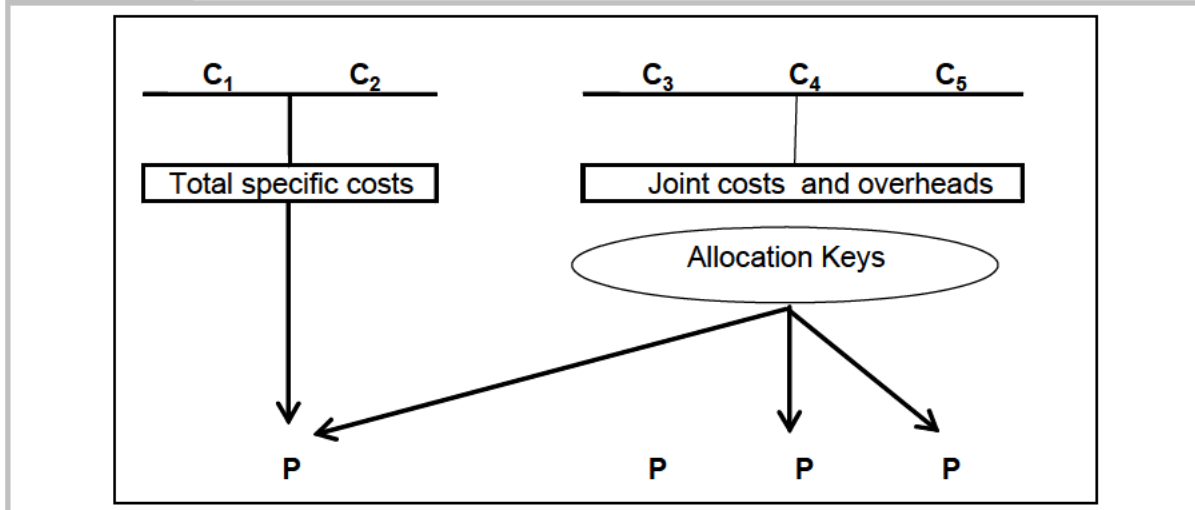 C₁ C₂ C₃ C₄ C₅
Total specific costs Joint costs and overheads
Allocation Keys
P P P P